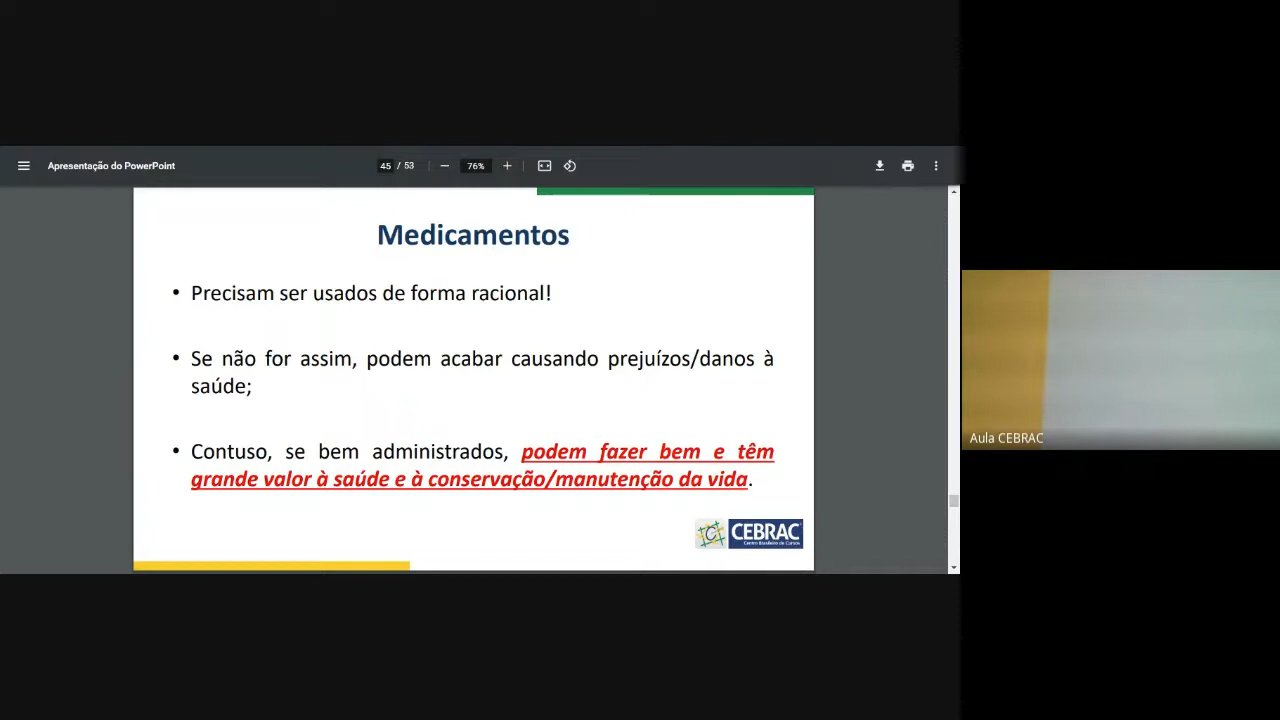 Apresentação do PowerPoint
45 / 53
76%
Medicamentos
• Precisam ser usados de forma racional!
• Se não for assim, podem acabar causando prejuízos/danos à
saúde;
• Contuso, se bem administrados, podem fazer bem e têm
grande valor à saúde e à conservação/manutenção da vida.
CEBRAC
Centro Brasileiro de Cursos
Aula CEBRAC